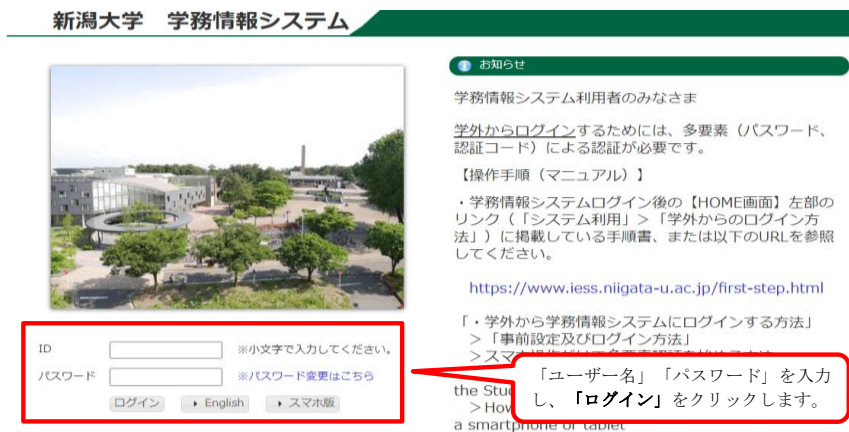 新潟大学　学務情報システム
お知らせ
学務情報システム利用者のみなさま
学外からログインするためには、多要素（パスワード、
認証コード）による認証が必要です。
【操作手順（マニュアル）】
・学務情報システムログイン後の【HOME画面】左部の
リンク（「システム利用」＞「学外からのログイン方
法」）に掲載している手順書、または以下のURLを参照
してください。
https://www.iess.niigata-u.ac.jp/first-step.html
「・学外から学務情報システムにログインする方法」
＞「事前設定及びログイン方法」
the Stu
＞How
a smartphone or tablet
ID ※小文字で入力してください。
パスワード ※パスワード変更はこちら
ログイン English スマホ版
「ユーザー名」「パスワード」を入力
し、「ログイン」をクリックします。